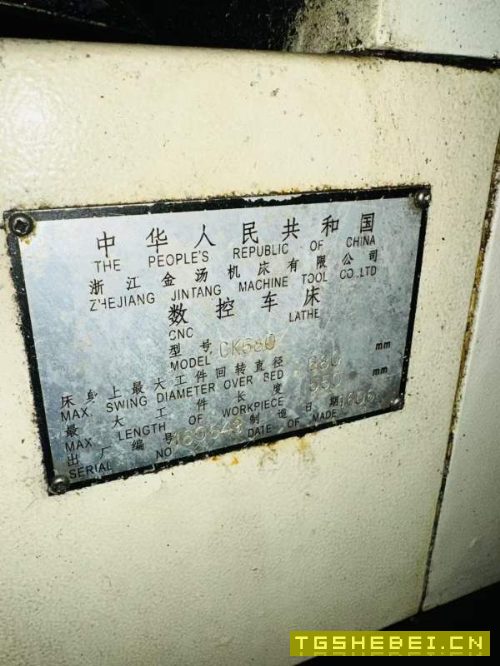 中华人民共和国
THE PEOPLE'S REPUBLIC OF CHINA
浙江金汤机床有限公司
ZHEJIANG JINTANG MACHINE TOOL CO.,LTD
数控车床
CNC LATHE
型号
MODEL
床身上最大工件回转直径 mm
MAX. SWING DIAMETER OVER BED
最大工件长度 mm
MAX. LENGTH OF WORKPIECE
出厂编号 制造日期
SERIAL NO DATE OF MADE
TGSHEBEI.CN